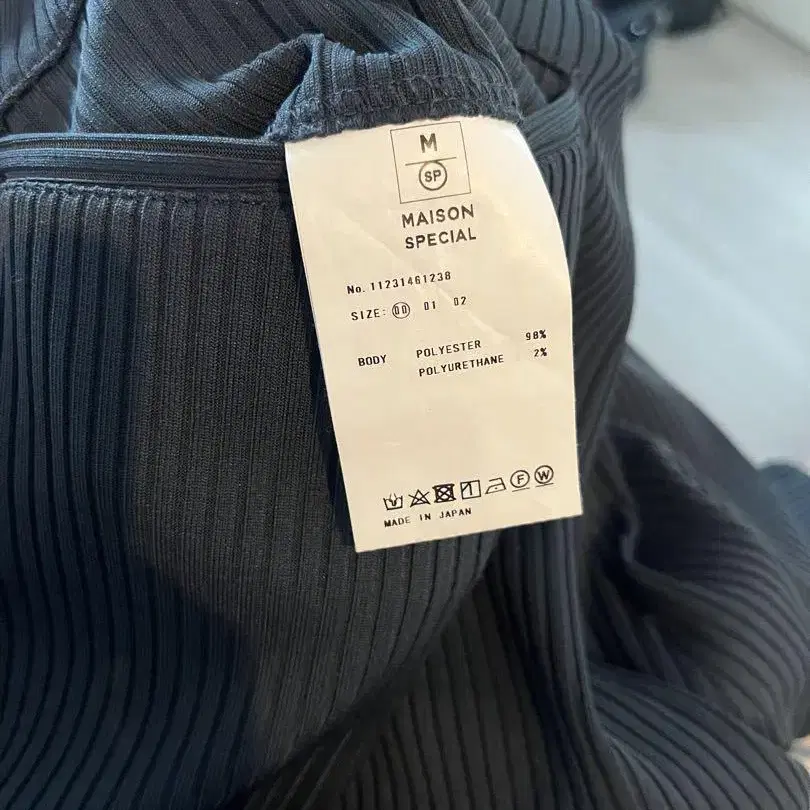 M
SP
MAISON
SPECIAL
No. 11231461238
SIZE: 00 01 02
BODY POLYESTER 98%
POLYURETHANE 2%
F W
MADE IN JAPAN